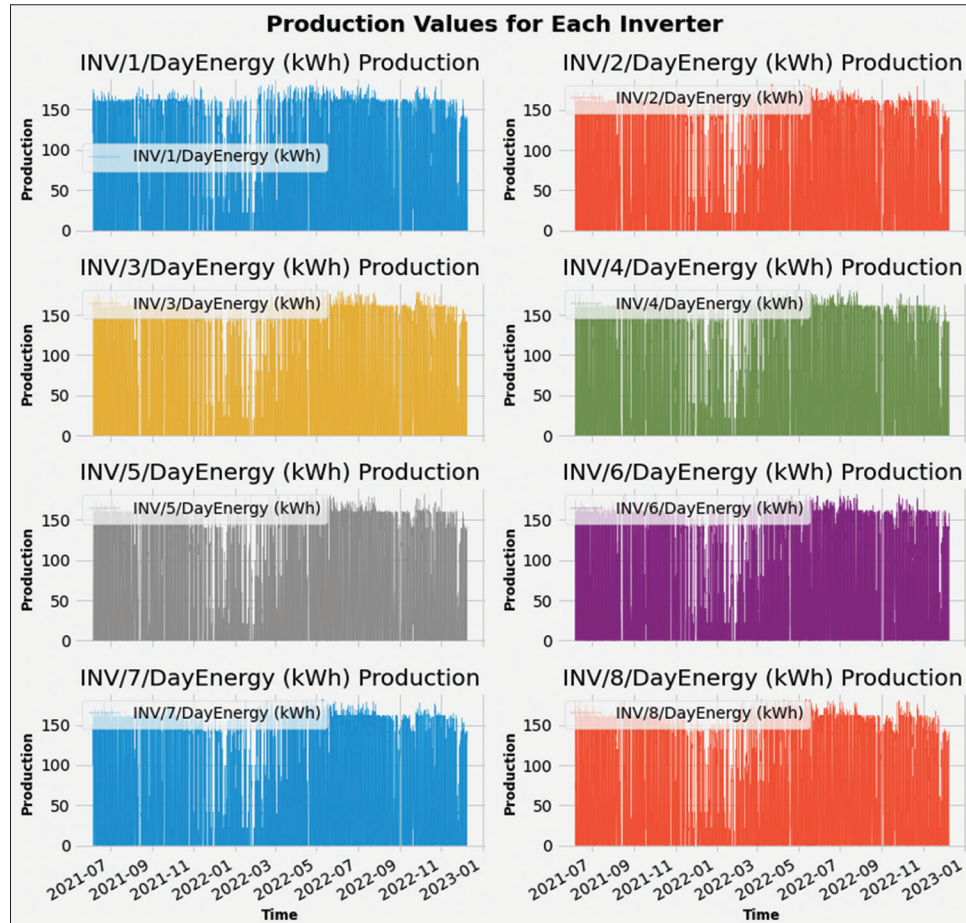 Production Values for Each Inverter
INV/1/DayEnergy (kWh) Production
INV/2/DayEnergy (kWh) Production
150
100
50
0
Production
INV/1/DayEnergy (kWh)
150
100
50
0
Production
INV/2/DayEnergy (kWh)
INV/3/DayEnergy (kWh) Production
INV/4/DayEnergy (kWh) Production
150
100
50
0
Production
INV/3/DayEnergy (kWh)
150
100
50
0
Production
INV/4/DayEnergy (kWh)
INV/5/DayEnergy (kWh) Production
INV/6/DayEnergy (kWh) Production
150
100
50
0
Production
INV/5/DayEnergy (kWh)
150
100
50
0
Production
INV/6/DayEnergy (kWh)
INV/7/DayEnergy (kWh) Production
INV/8/DayEnergy (kWh) Production
150
100
50
0
Production
INV/7/DayEnergy (kWh)
150
100
50
0
Production
INV/8/DayEnergy (kWh)
2021-07
2021-09
2021-11
2022-01
2022-03
2022-05
2022-07
2022-09
2022-11
2023-01
Time
2021-07
2021-09
2021-11
2022-01
2022-03
2022-05
2022-07
2022-09
2022-11
2023-01
Time